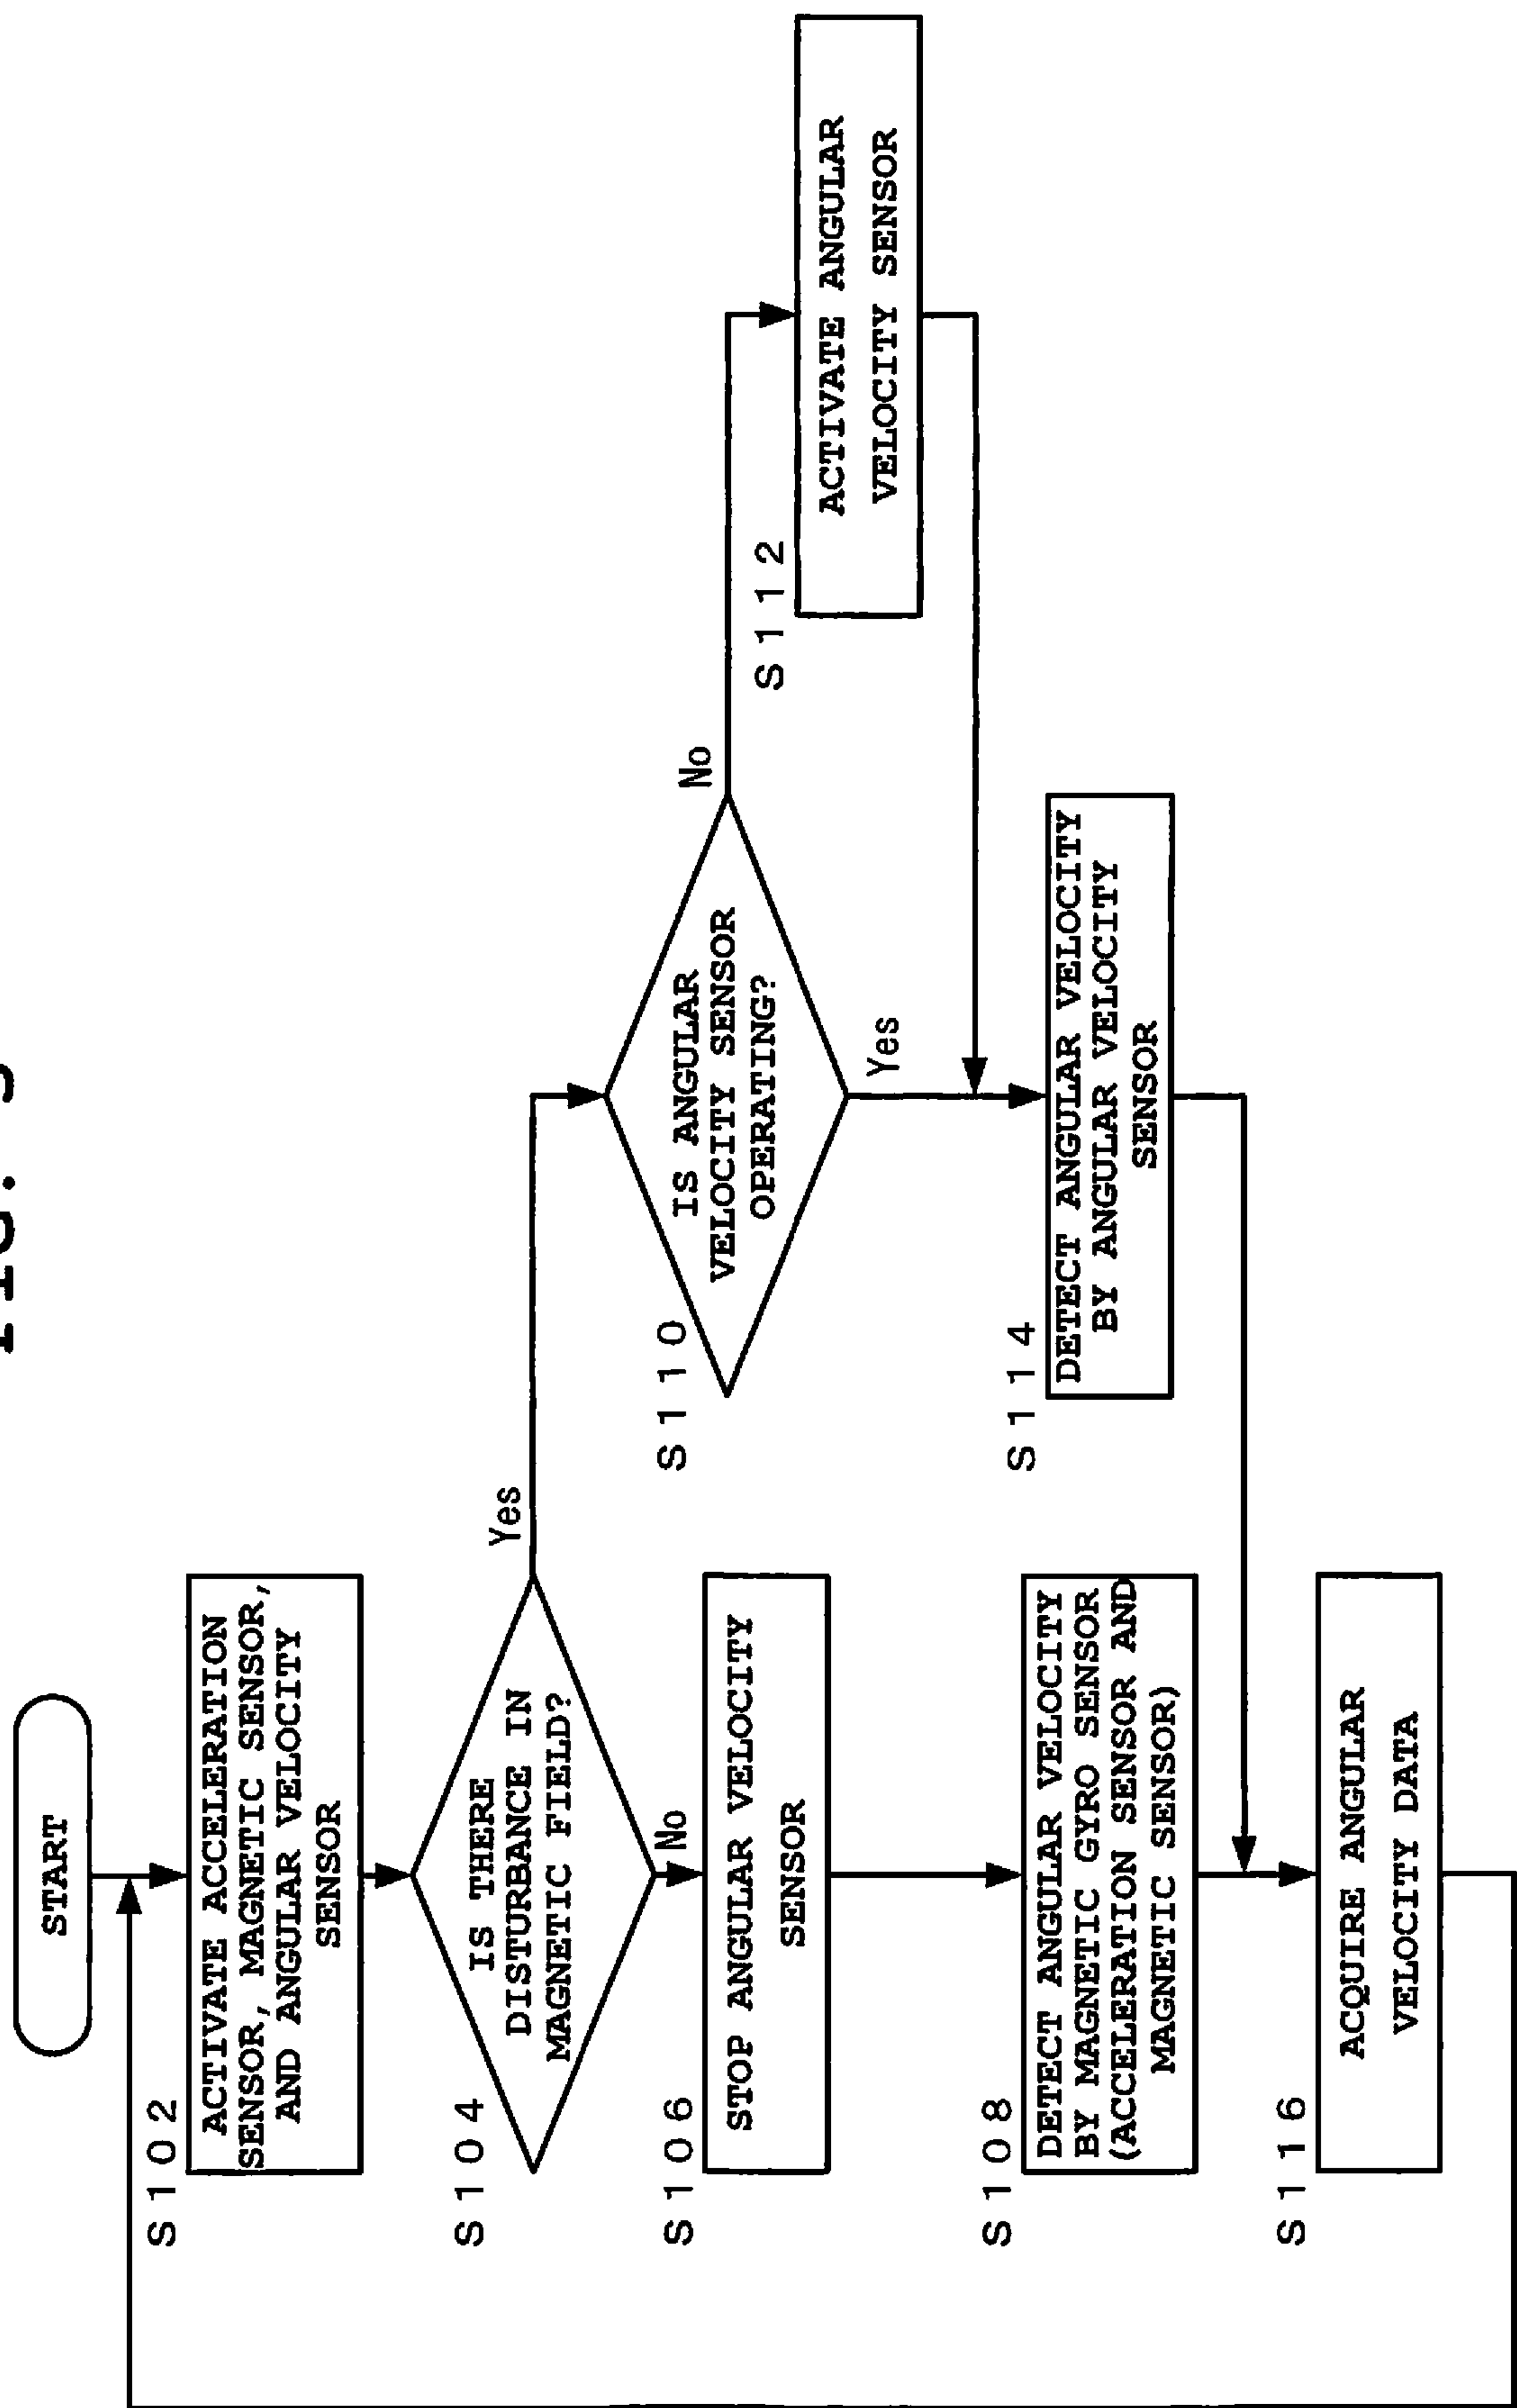 START
S102
ACTIVATE ACCELERATION
SENSOR, MAGNETIC SENSOR,
AND ANGULAR VELOCITY
SENSOR
S104
IS THERE
DISTURBANCE IN
MAGNETIC FIELD?
Yes
No
S106
STOP ANGULAR VELOCITY
SENSOR
S108
DETECT ANGULAR VELOCITY
BY MAGNETIC GYRO SENSOR
(ACCELERATION SENSOR AND
MAGNETIC SENSOR)
S110
IS ANGULAR
VELOCITY SENSOR
OPERATING?
No
Yes
S112
ACTIVATE ANGULAR
VELOCITY SENSOR
S114
DETECT ANGULAR VELOCITY
BY ANGULAR VELOCITY
SENSOR
S116
ACQUIRE ANGULAR
VELOCITY DATA